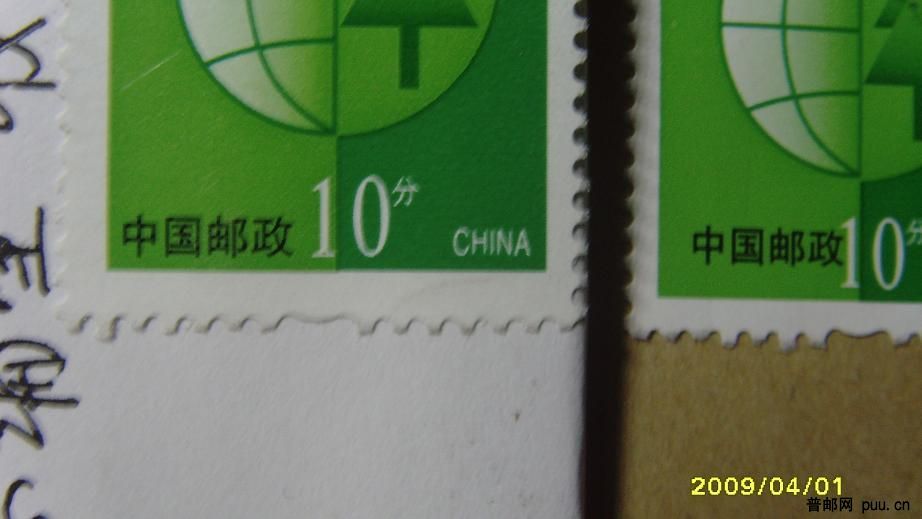 收
中国邮政 10分 CHINA
中国邮政 10分
2009/04/01
普邮网 puu.cn